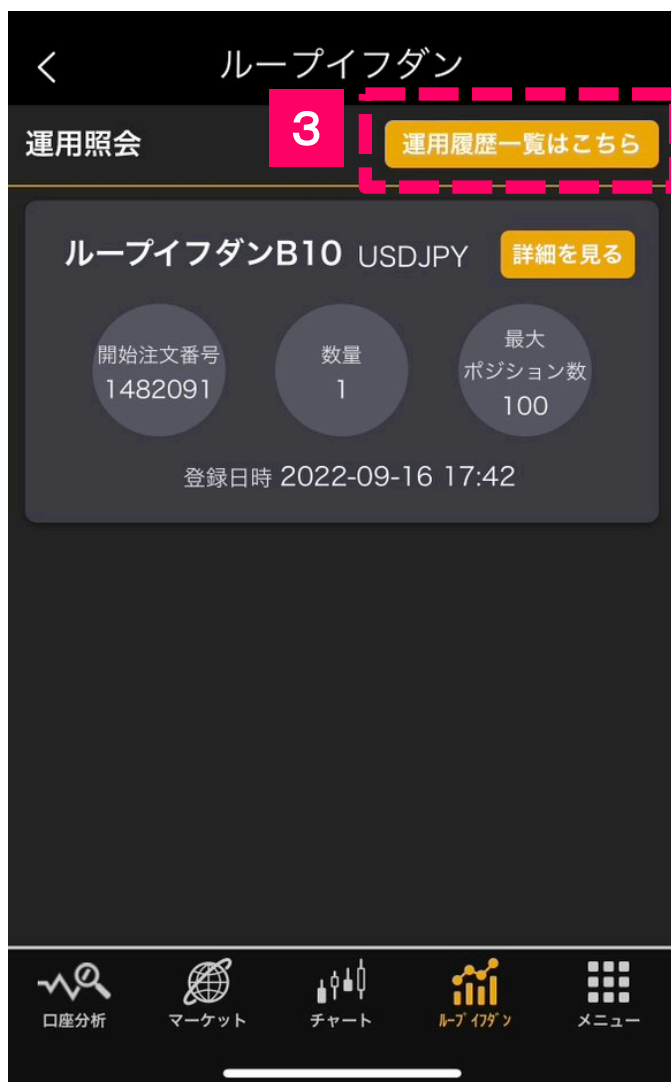 ループイフダン
運用照会
3
運用履歴一覧はこちら
ループイフダンB10 USDJPY
詳細を見る
開始注文番号
1482091
数量
1
最大
ポジション数
100
登録日時 2022-09-16 17:42
口座分析
マーケット
チャート
ﾙｰﾌﾟｲﾌﾀﾞﾝ
メニュー